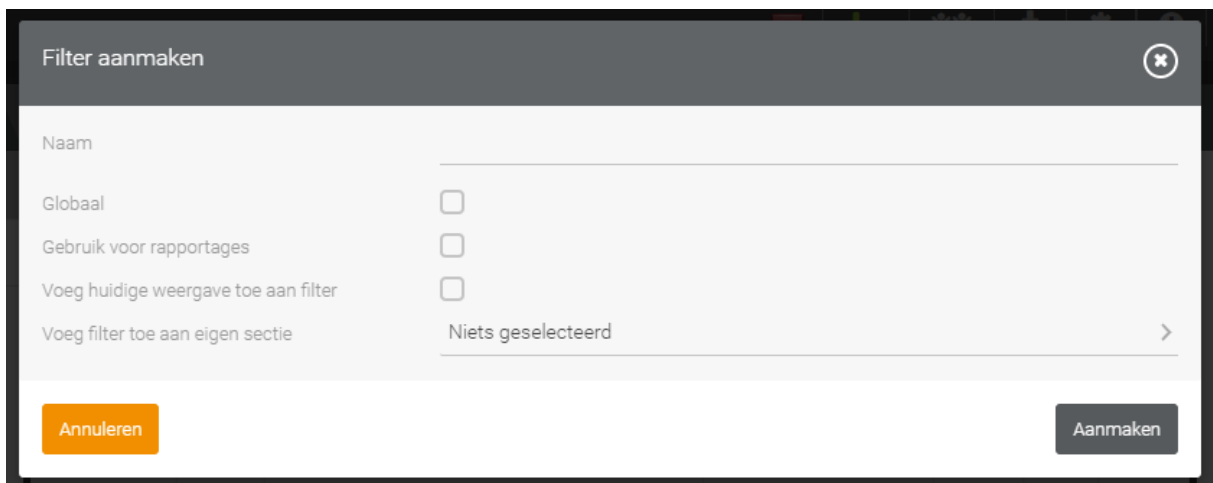 Filter aanmaken
Naam
Globaal
Gebruik voor rapportages
Voeg huidige weergave toe aan filter
Voeg filter toe aan eigen sectie Niets geselecteerd
Annuleren Aanmaken